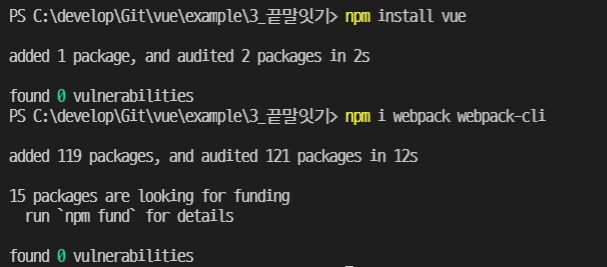 PS C:\develop\Git\vue\example\3_끝말잇기> npm install vue
added 1 package, and audited 2 packages in 2s
found 0 vulnerabilities
PS C:\develop\Git\vue\example\3_끝말잇기> npm i webpack webpack-cli
added 119 packages, and audited 121 packages in 12s
15 packages are looking for funding
  run `npm fund` for details
found 0 vulnerabilities